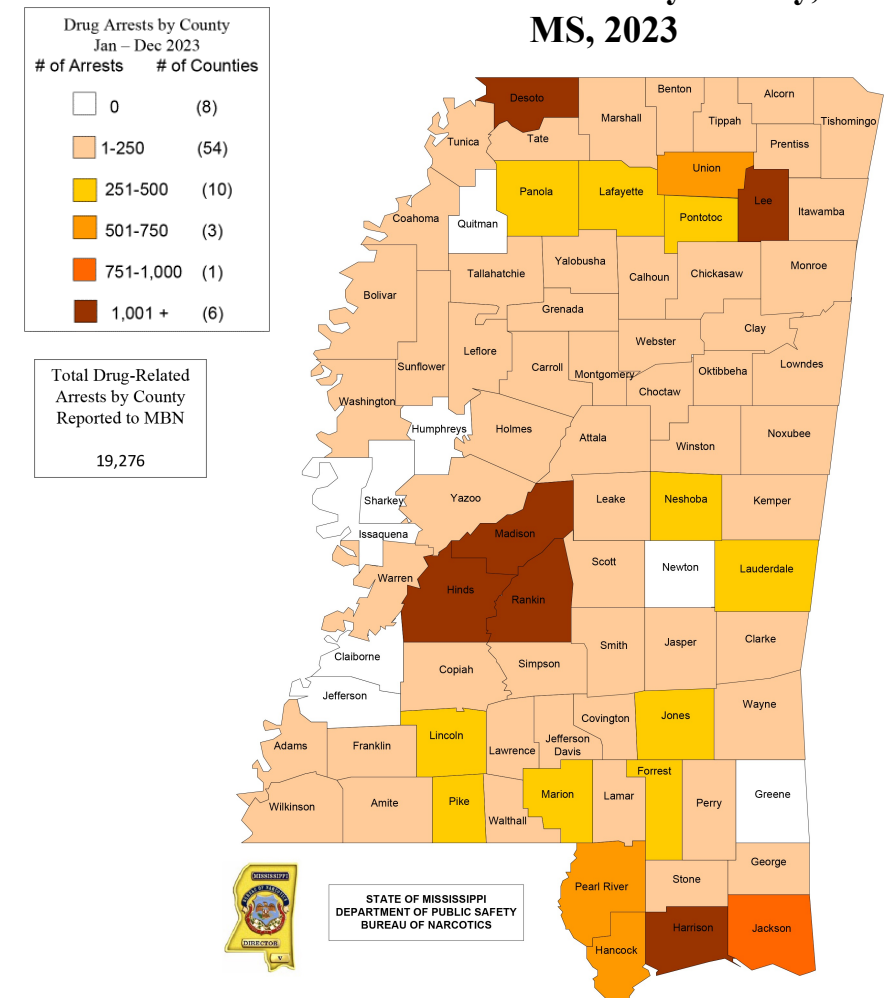 MS, 2023
Drug Arrests by County
Jan – Dec 2023
# of Arrests # of Counties
0 (8)
1-250 (54)
251-500 (10)
501-750 (3)
751-1,000 (1)
1,001 + (6)
Total Drug-Related
Arrests by County
Reported to MBN
19,276
Desoto
Benton
Alcorn
Marshall
Tippah
Tishomingo
Tunica
Tate
Prentiss
Union
Panola
Lafayette
Lee
Coahoma
Quitman
Pontotoc
Itawamba
Yalobusha
Tallahatchie
Calhoun
Chickasaw
Monroe
Bolivar
Grenada
Clay
Leflore
Webster
Sunflower
Carroll
Montgomery
Oktibbeha
Lowndes
Choctaw
Washington
Humphreys
Holmes
Attala
Winston
Noxubee
Sharkey
Yazoo
Leake
Neshoba
Kemper
Issaquena
Madison
Scott
Newton
Lauderdale
Warren
Hinds
Rankin
Claiborne
Copiah
Simpson
Smith
Jasper
Clarke
Jefferson
Wayne
Adams
Franklin
Lincoln
Lawrence
Jefferson
Davis
Covington
Jones
Wilkinson
Amite
Pike
Walthall
Marion
Lamar
Forrest
Perry
Greene
George
Pearl River
Stone
Hancock
Harrison
Jackson
MISSISSIPPI
BUREAU OF NARCOTICS
DIRECTOR
V
STATE OF MISSISSIPPI
DEPARTMENT OF PUBLIC SAFETY
BUREAU OF NARCOTICS